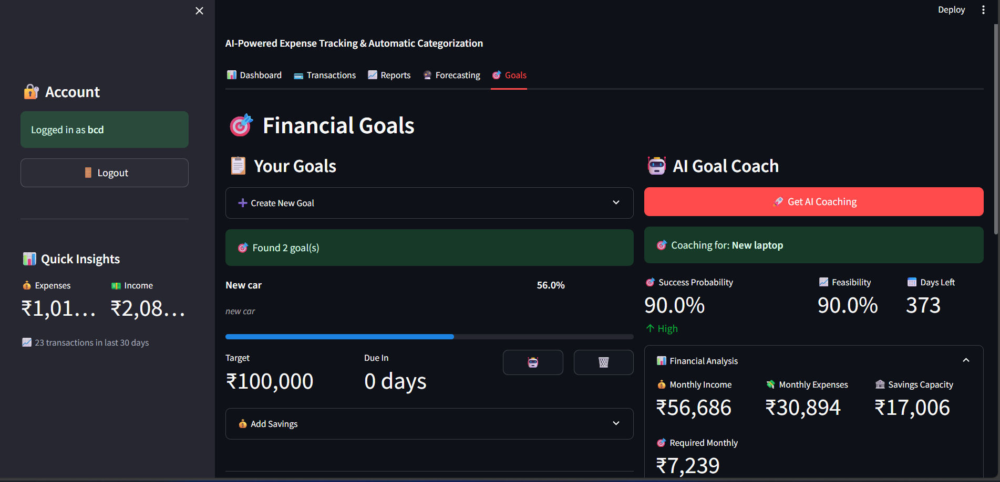 Deploy
Account
Logged in as bcd
Logout
Quick Insights
Expenses
Income
₹1,01...
₹2,08...
23 transactions in last 30 days
AI-Powered Expense Tracking & Automatic Categorization
Dashboard
Transactions
Reports
Forecasting
Goals
Financial Goals
Your Goals
Create New Goal
Found 2 goal(s)
New car
56.0%
new car
Target
Due In
₹100,000
0 days
Add Savings
AI Goal Coach
Get AI Coaching
Coaching for: New laptop
Success Probability
Feasibility
Days Left
90.0%
90.0%
373
High
Financial Analysis
Monthly Income
Monthly Expenses
Savings Capacity
₹56,686
₹30,894
₹17,006
Required Monthly
₹7,239